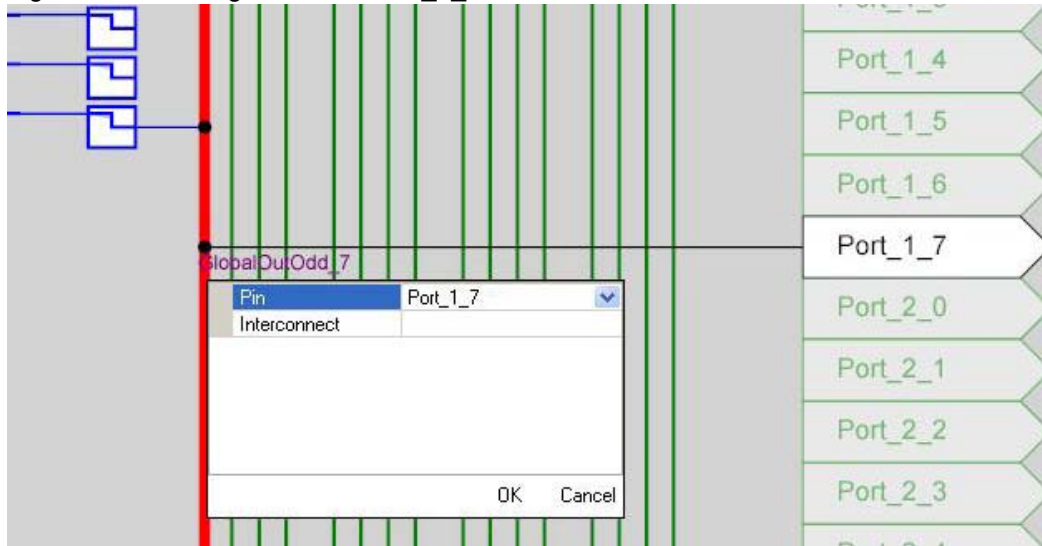 Port_1_4
Port_1_5
Port_1_6
Port_1_7
GlobalOutOdd_7
Pin Port_1_7
Interconnect
Port_2_0
Port_2_1
Port_2_2
Port_2_3
OK Cancel